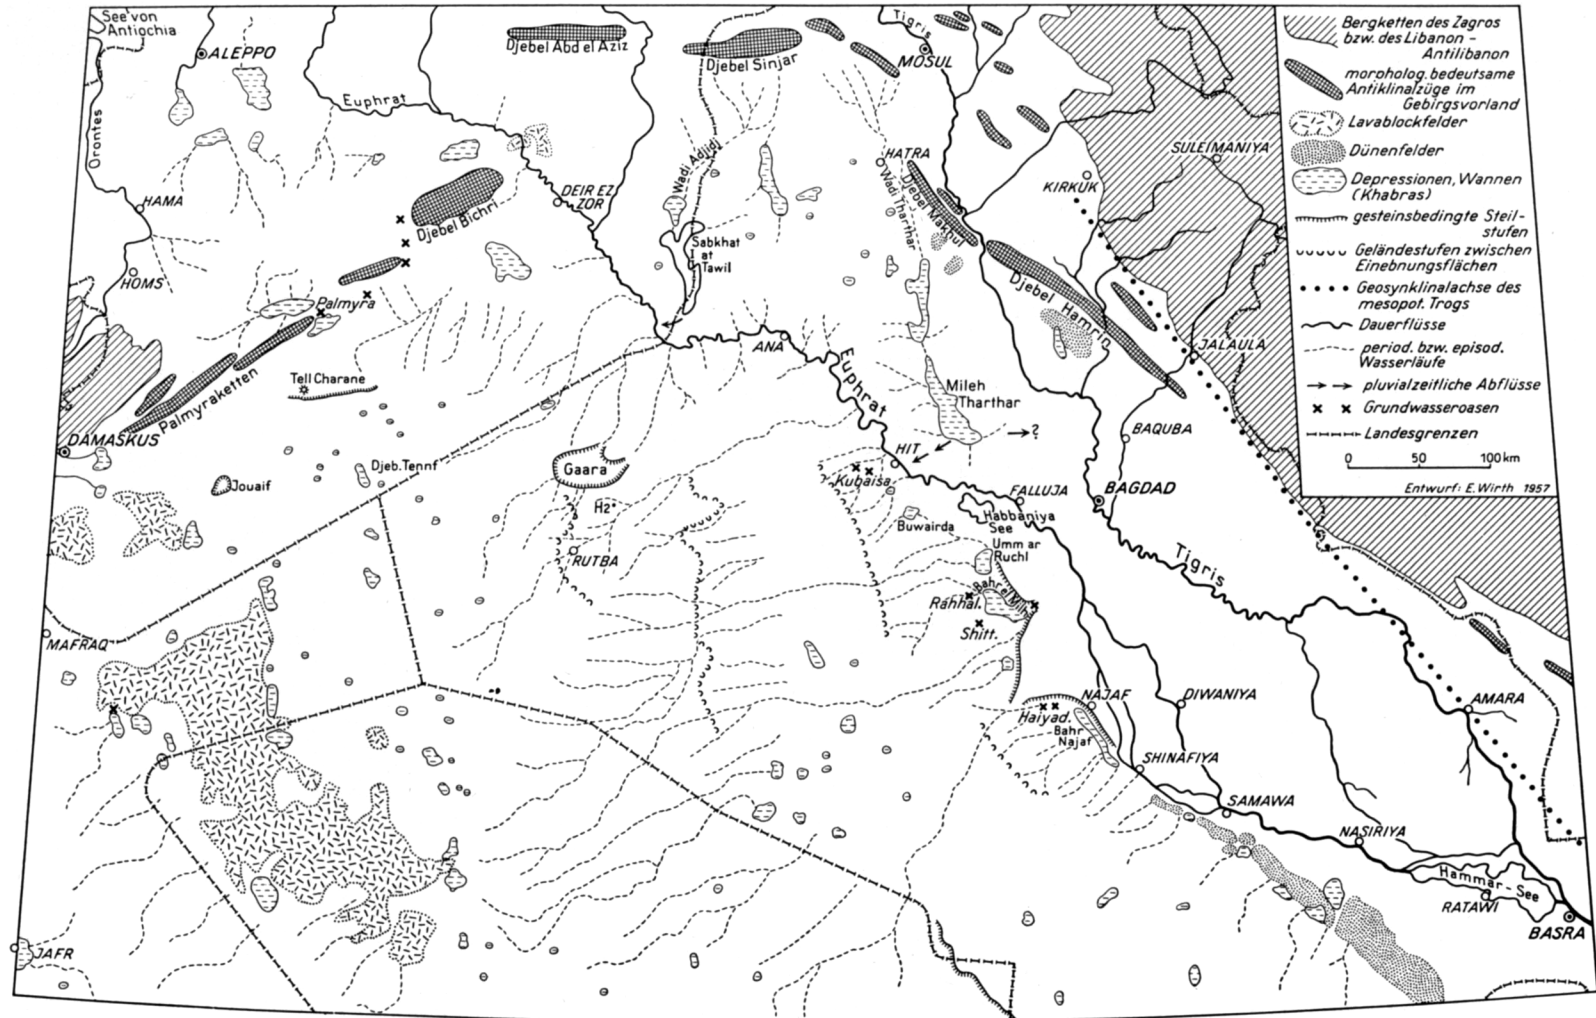 See von
Antiochia
ALEPPO
Djebel Abd el Aziz
Djebel Sinjar
Tigris
MOSUL
Euphrat
Orontes
HAMA
HOMS
Djebel Bichri
DEIR EZ
ZOR
Wadi Adjidj
Sabkhat
at
Tawil
HATRA
Wadi Tharthar
Djebel Makhul
KIRKUK
SULEIMANIYA
Djebel Hamrin
JALAULA
Palmyra
Palmyraketten
Tell Charane
DAMASKUS
Jouaif
Djeb. Tennf
ANA
Euphrat
Mileh
Tharthar
?
BAQUBA
HIT
Kubaisa
Gaara
H2
RUTBA
FALLUJA
BAGDAD
Habbaniya
See
Buwairda
Umm ar
Ruchl
Bahr el Milh
Rahhal.
Shitt.
Tigris
MAFRAQ
Haiyad.
NAJAF
Bahr
Najaf
DIWANIYA
SHINAFIYA
AMARA
SAMAWA
NASIRIYA
Hammar-See
RATAWI
BASRA
JAFR
Bergketten des Zagros
bzw. des Libanon -
Antilibanon
morpholog. bedeutsame
Antiklinalzüge im
Gebirgsvorland
Lavablockfelder
Dünenfelder
Depressionen, Wannen
(Khabras)
gesteinsbedingte Steil-
stufen
Geländestufen zwischen
Einebnungsflächen
Geosynklinalachse des
mesopot. Trogs
Dauerflüsse
period. bzw. episod.
Wasserläufe
pluvialzeitliche Abflüsse
Grundwasseroasen
Landesgrenzen
0 50 100 km
Entwurf: E. Wirth 1957